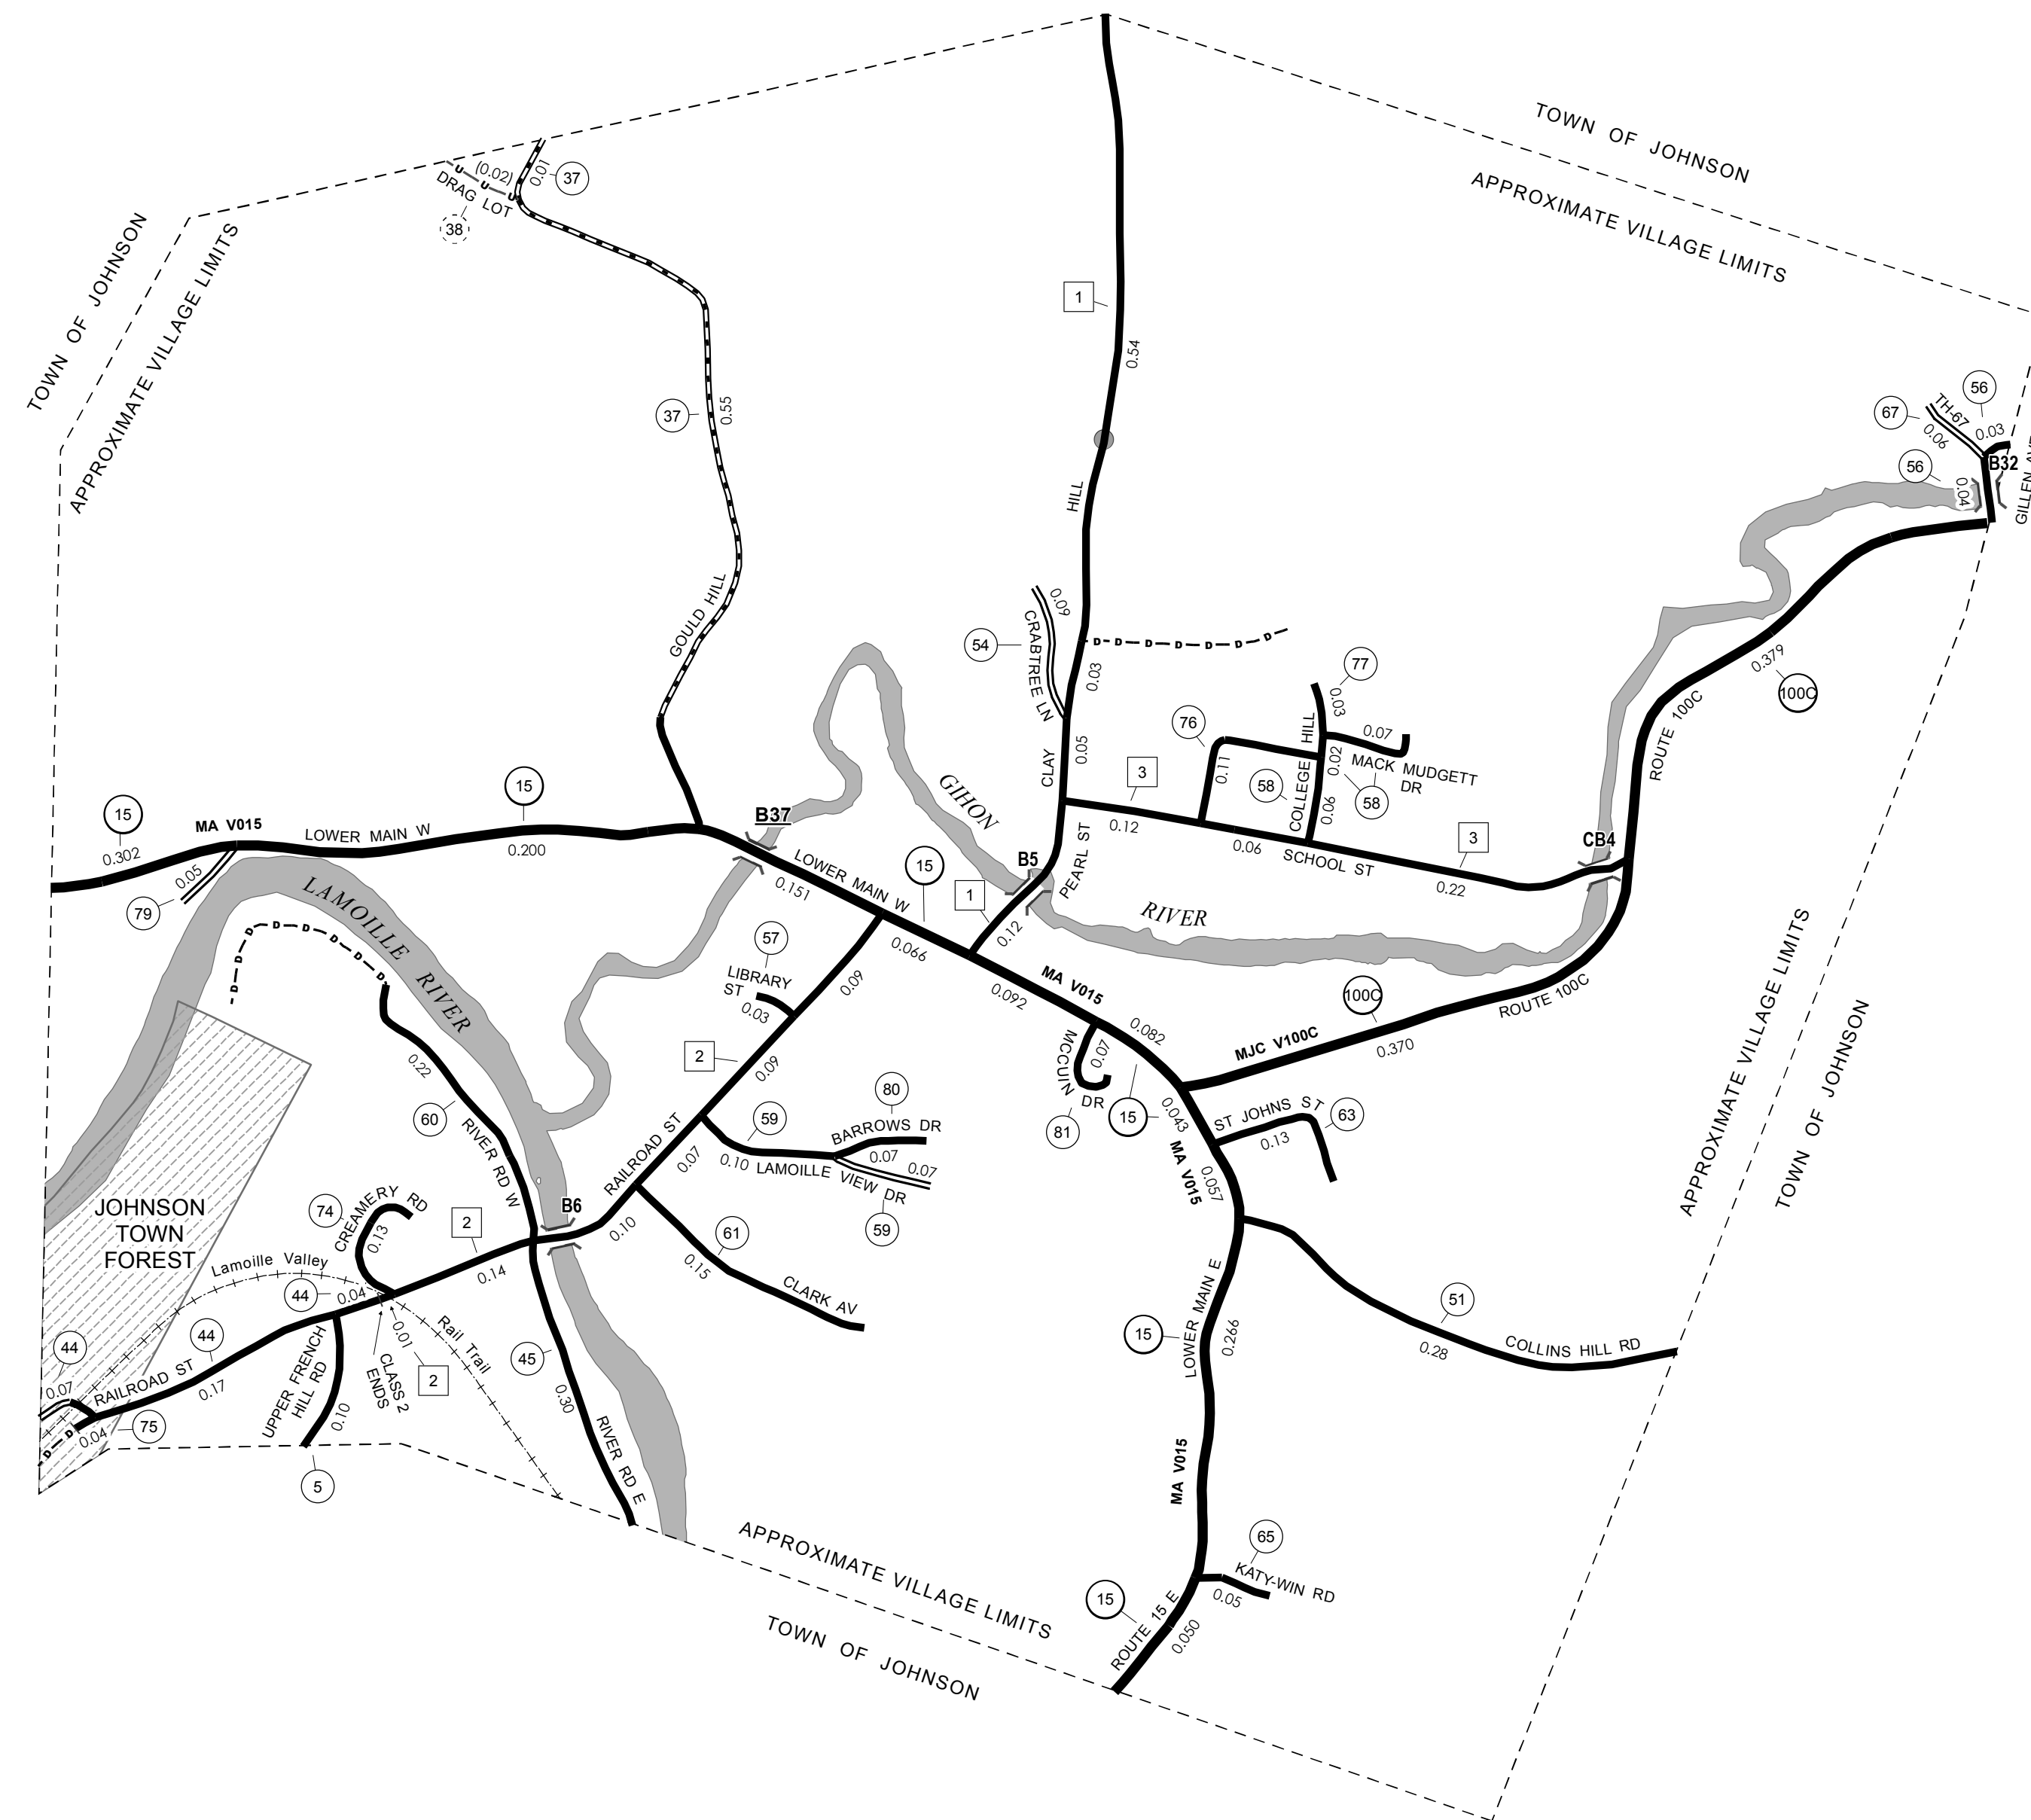 TOWN OF JOHNSON
APPROXIMATE VILLAGE LIMITS
TOWN OF JOHNSON
APPROXIMATE VILLAGE LIMITS
(0.02)
0.01
37
DRAG LOT
38
1
0.54
HILL
37
0.55
GOULD HILL
56
67
TH-67
0.06
0.03
B32
56
0.04
54
0.09
CRABTREE LN
0.03
0.05
CLAY
D D D D D D D
77
0.03
76
0.11
HILL
0.07
0.02
MACK MUDGETT
DR
58
COLLEGE
0.06
58
3
0.12
0.06
SCHOOL ST
3
0.22
CB4
ROUTE 100C
0.379
100C
15
0.302
MA V015
LOWER MAIN W
15
0.200
0.05
79
B37
0.151
LOWER MAIN W
15
0.066
GIHON
RIVER
B5
1
PEARL ST
0.12
LAMOILLE RIVER
D D D D D D D
57
LIBRARY
ST
0.03
0.09
2
0.09
MA V015
0.092
0.082
MCCUIN DR
0.07
81
15
0.043
100C
MJC V100C
0.370
ROUTE 100C
ST JOHNS ST
0.13
63
MA V015
0.057
0.22
60
RIVER RD W
80
BARROWS DR
0.07
59
0.10
LAMOILLE VIEW DR
0.07
59
RAILROAD ST
0.07
B6
0.10
61
0.15
CLARK AV
JOHNSON
TOWN
FOREST
74
CREAMERY RD
0.13
2
0.14
Lamoille Valley
Rail Trail
44
0.04
0.01
2
CLASS 2
ENDS
44
RAILROAD ST
0.17
44
0.07
0.04
75
D D
UPPER FRENCH
HILL RD
0.10
5
45
0.30
RIVER RD E
15
LOWER MAIN E
0.266
51
0.28
COLLINS HILL RD
MA V015
65
KATY-WIN RD
0.05
15
ROUTE 15 E
0.050
APPROXIMATE VILLAGE LIMITS
TOWN OF JOHNSON
APPROXIMATE VILLAGE LIMITS
TOWN OF JOHNSON